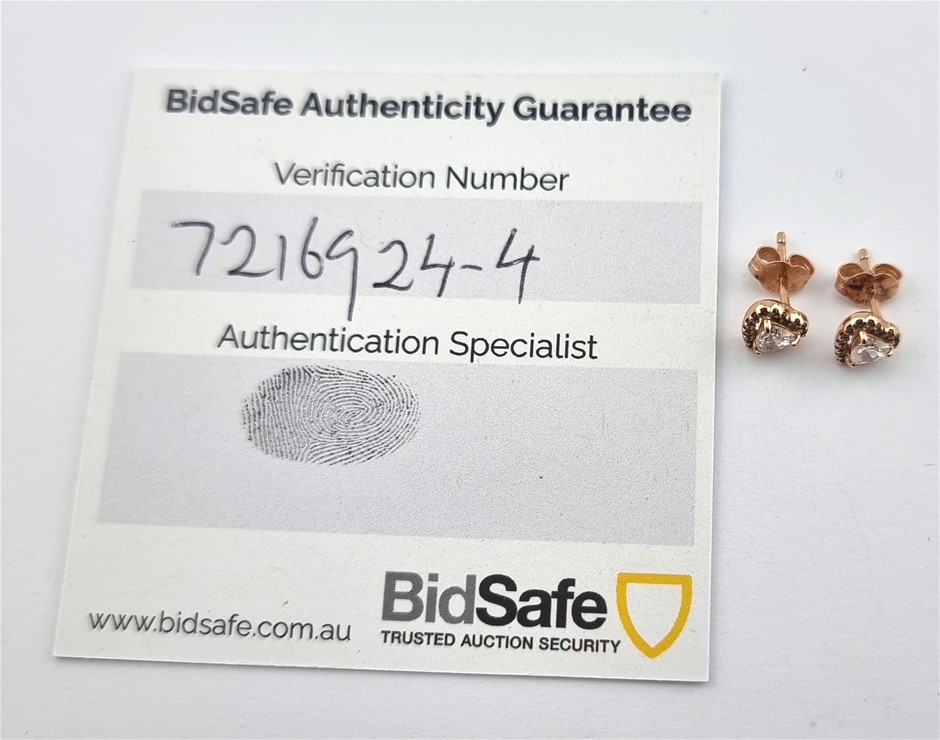 BidSafe Authenticity Guarantee
Verification Number
7216924-4
Authentication Specialist
www.bidsafe.com.au
BidSafe
TRUSTED AUCTION SECURITY